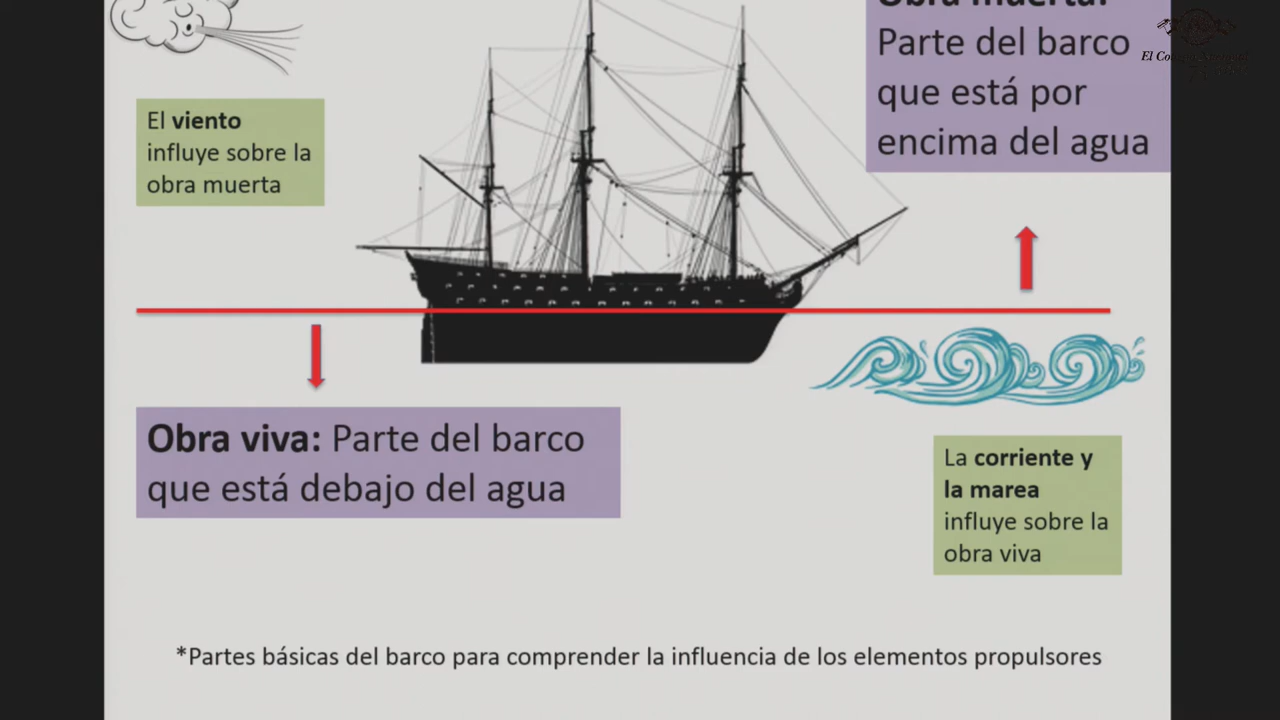 Obra muerta:
Parte del barco
que está por
encima del agua
El viento
influye sobre la
obra muerta
Obra viva: Parte del barco
que está debajo del agua
La corriente y
la marea
influye sobre la
obra viva
*Partes básicas del barco para comprender la influencia de los elementos propulsores